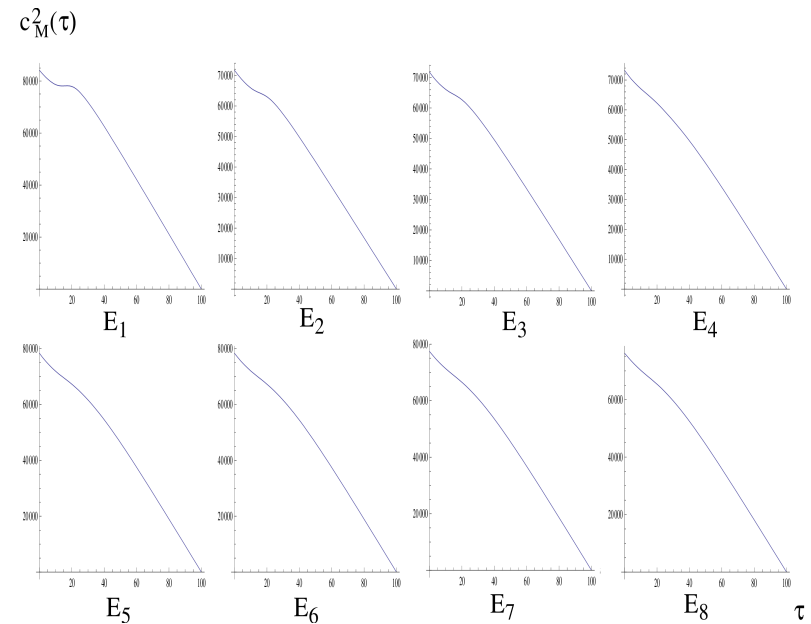 c²_M(τ)
80000 70000 70000 70000
60000 60000 60000 60000
50000 50000 50000
40000 40000 40000 40000
30000 30000 30000
20000 20000 20000 20000
10000 10000 10000
20 40 60 80 100 20 40 60 80 100 20 40 60 80 100 20 40 60 80 100
E₁ E₂ E₃ E₄
80000 80000 80000
60000 60000 60000 60000
40000 40000 40000 40000
20000 20000 20000 20000
20 40 60 80 100 20 40 60 80 100 20 40 60 80 100 20 40 60 80 100
E₅ E₆ E₇ E₈ τ